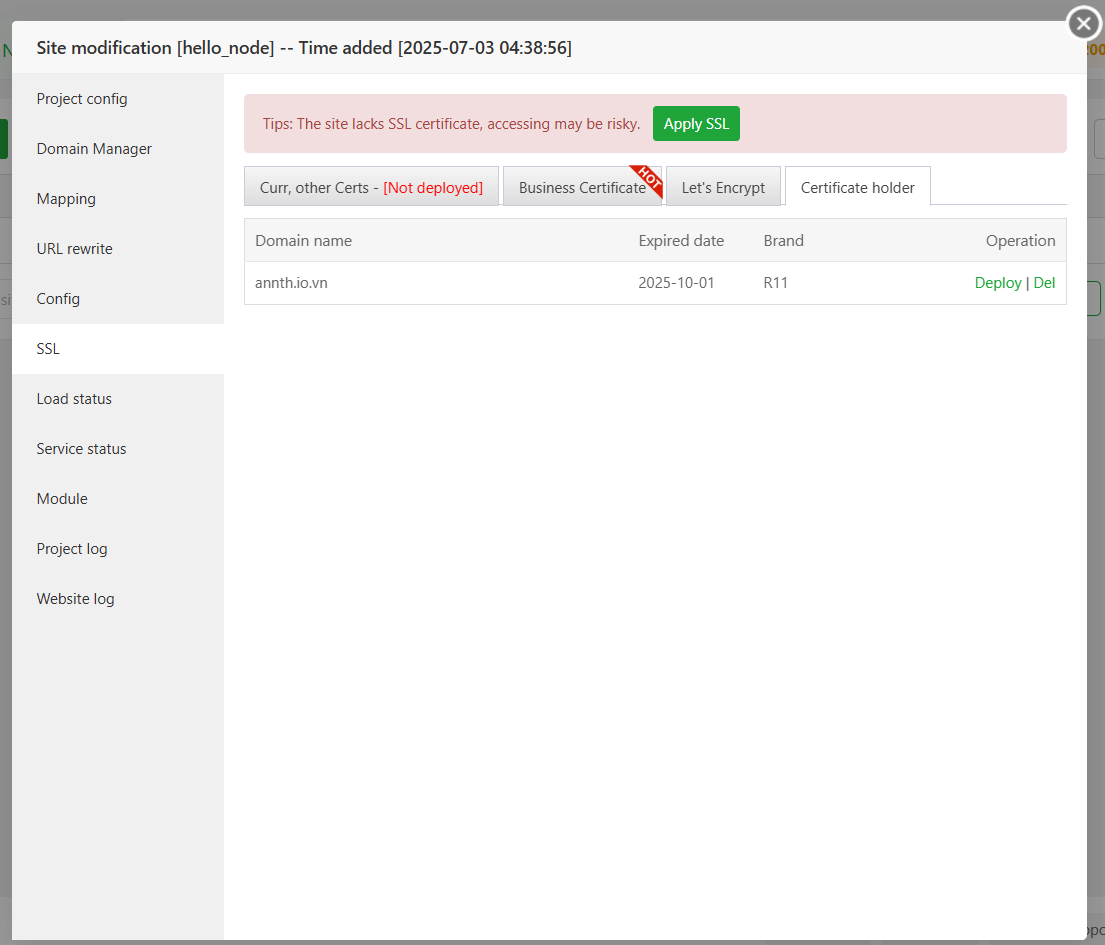 Site modification [hello_node] -- Time added [2025-07-03 04:38:56]
Project config
Domain Manager
Mapping
URL rewrite
Config
SSL
Load status
Service status
Module
Project log
Website log
Tips: The site lacks SSL certificate, accessing may be risky. Apply SSL
Curr, other Certs - [Not deployed] Business Certificate HOT Let's Encrypt Certificate holder
Domain name Expired date Brand Operation
annth.io.vn 2025-10-01 R11 Deploy | Del